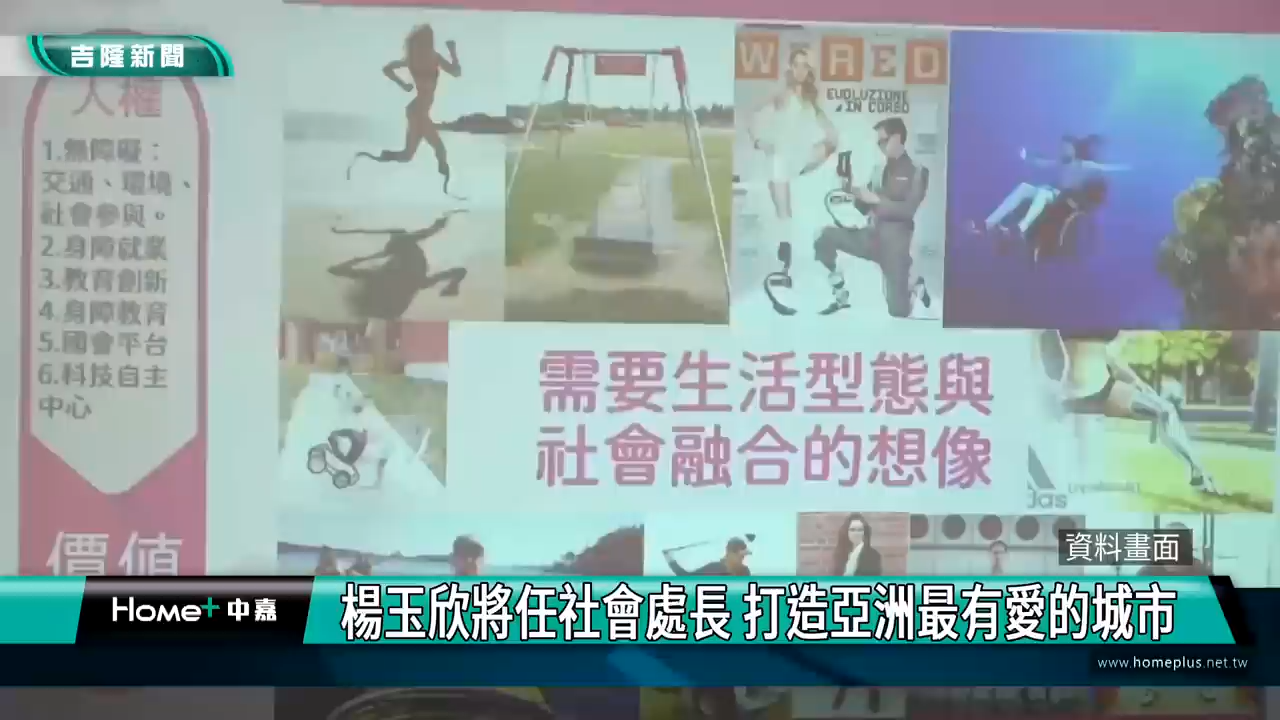 吉隆新聞
人權
1.無障礙：
交通、環境、
社會參與。
2.身障就業
3.教育創新
4.身障教育
5.國會平台
6.科技自主
中心
價值
WIRED
EVOLUZIONE
IN CORSO
需要生活型態與
社會融合的想像
das
資料畫面
Home+中嘉
楊玉欣將任社會處長 打造亞洲最有愛的城市
www.homeplus.net.tw